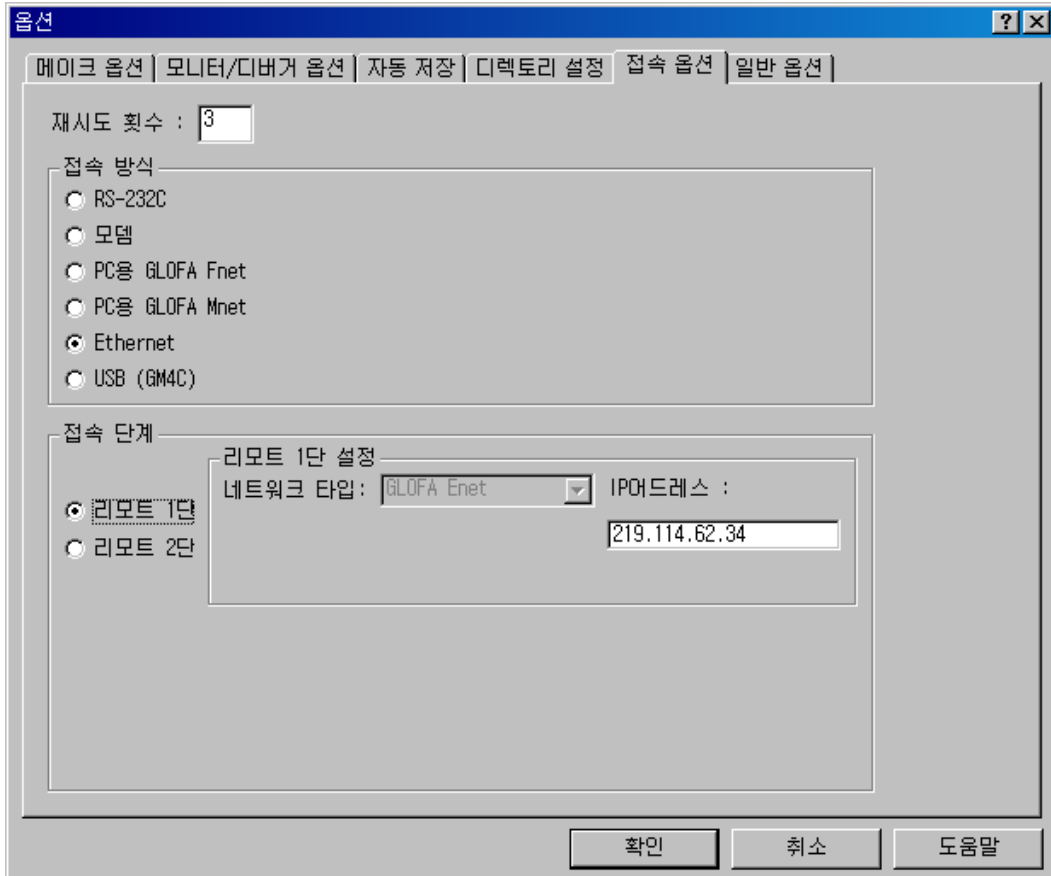 옵션
메이크 옵션 모니터/디버거 옵션 자동 저장 디렉토리 설정 접속 옵션 일반 옵션
재시도 횟수 : 3
접속 방식
RS-232C
모뎀
PC용 GLOFA Fnet
PC용 GLOFA Mnet
Ethernet
USB (GM4C)
접속 단계
리모트 1단 설정
네트워크 타입: GLOFA Enet IP어드레스 :
리모트 1단
219.114.62.34
리모트 2단
확인 취소 도움말